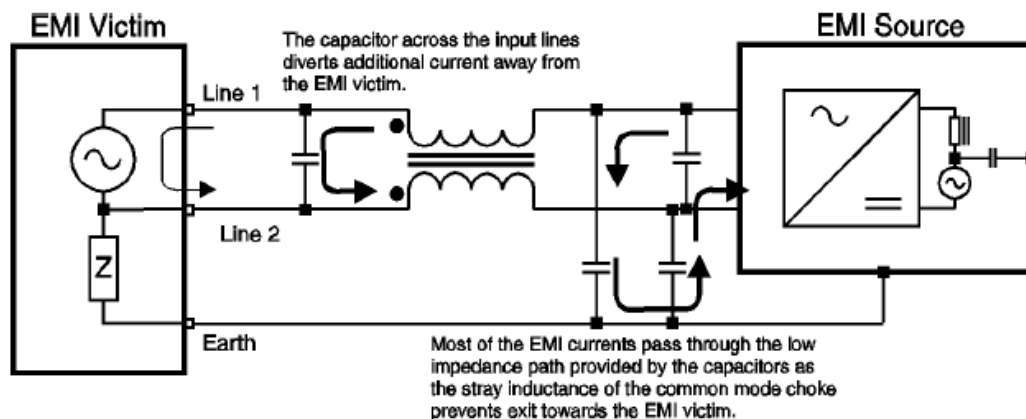 EMI Victim
EMI Source
The capacitor across the input lines
diverts additional current away from
the EMI victim.
Line 1
Line 2
Z
Earth
Most of the EMI currents pass through the low
impedance path provided by the capacitors as
the stray inductance of the common mode choke
prevents exit towards the EMI victim.